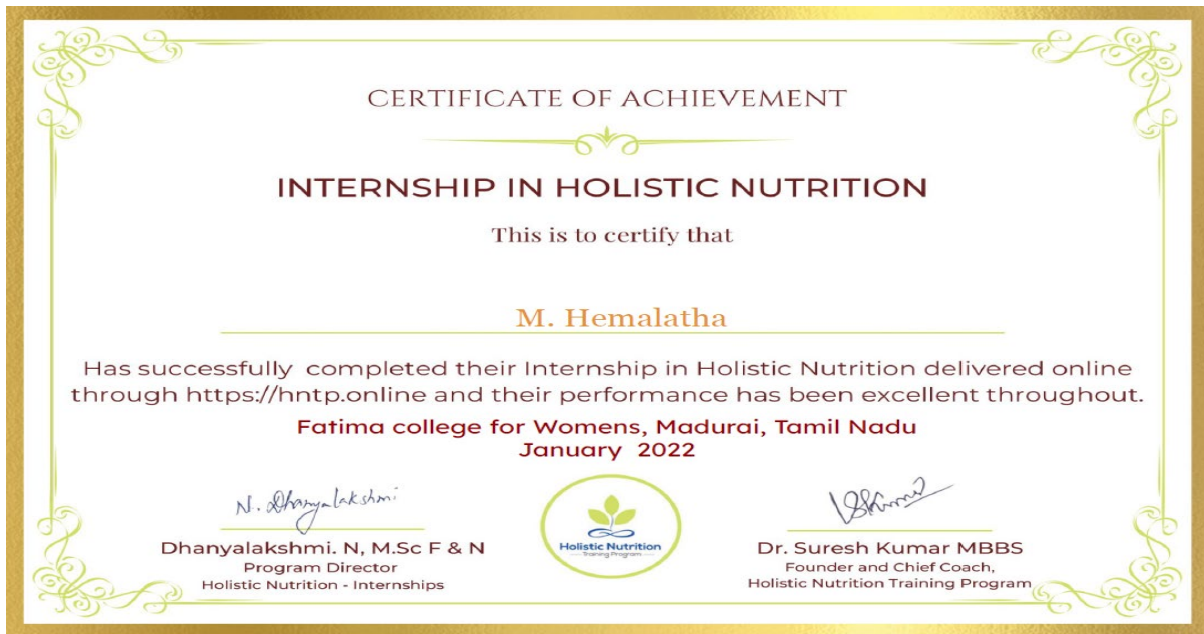 CERTIFICATE OF ACHIEVEMENT
INTERNSHIP IN HOLISTIC NUTRITION
This is to certify that
M. Hemalatha
Has successfully completed their Internship in Holistic Nutrition delivered online
through https://hntp.online and their performance has been excellent throughout.
Fatima college for Womens, Madurai, Tamil Nadu
January 2022
N. Dhanyalakshmi
Dhanyalakshmi. N, M.Sc F & N
Program Director
Holistic Nutrition - Internships
Holistic Nutrition
Training Program
Dr. Suresh Kumar MBBS
Founder and Chief Coach,
Holistic Nutrition Training Program